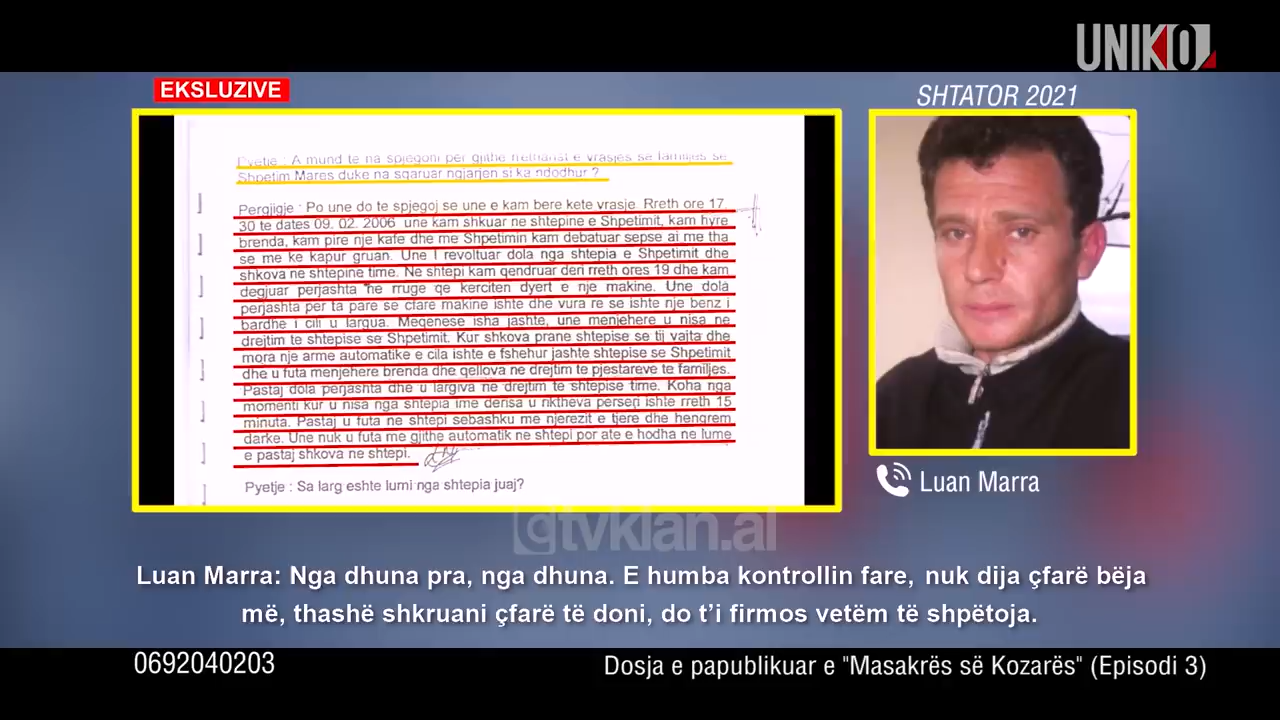 UNIKO
EKSLUZIVE
SHTATOR 2021
Pyetje : A mund te na spjegoni per gjithe rrethanat e vrasjes se familjes se
Shpetim Mares duke na sqaruar ngjarjen si ka ndodhur ?
Pergjigje : Po une do te spjegoj se une e kam bere kete vrasje. Rreth ore 17,
30 te dates 09. 02. 2006 une kam shkuar ne shtepine e Shpetimit, kam hyre
brenda, kam pire nje kafe dhe me Shpetimin kam debatuar sepse ai me tha
se me ke kapur gruan. Une I revoltuar dola nga shtepia e Shpetimit dhe
shkova ne shtepine time. Ne shtepi kam qendruar deri rreth ores 19 dhe kam
degjuar perjashta ne rruge qe kerciten dyert e nje makine. Une dola
perjashta per ta pare se cfare makine ishte dhe vura re se ishte nje benz i
bardhe i cili u largua. Meqenese isha jashte, une menjehere u nisa ne
drejtim te shtepise se Shpetimit. Kur shkova prane shtepise se tij vajta dhe
mora nje arme automatike e cila ishte e fshehur jashte shtepise se Shpetimit
dhe u futa menjehere brenda dhe qellova ne drejtim te pjestareve te familjes.
Pastaj dola perjashta dhe u largiva ne drejtim te shtepise time. Koha nga
momenti kur u nisa nga shtepia ime derisa u riktheva perseri ishte rreth 15
minuta. Pastaj u futa ne shtepi sebashku me njerezit e tjere dhe hengrem
darke. Une nuk u futa me gjithe automatik ne shtepi por ate e hodha ne lume
e pastaj shkova ne shtepi.
Pyetje : Sa larg eshte lumi nga shtepia juaj?
Luan Marra
tvklan.al
Luan Marra: Nga dhuna pra, nga dhuna. E humba kontrollin fare, nuk dija çfarë bëja
më, thashë shkruani çfarë të doni, do t’i firmos vetëm të shpëtoja.
0692040203
Dosja e papublikuar e "Masakrës së Kozarës" (Episodi 3)